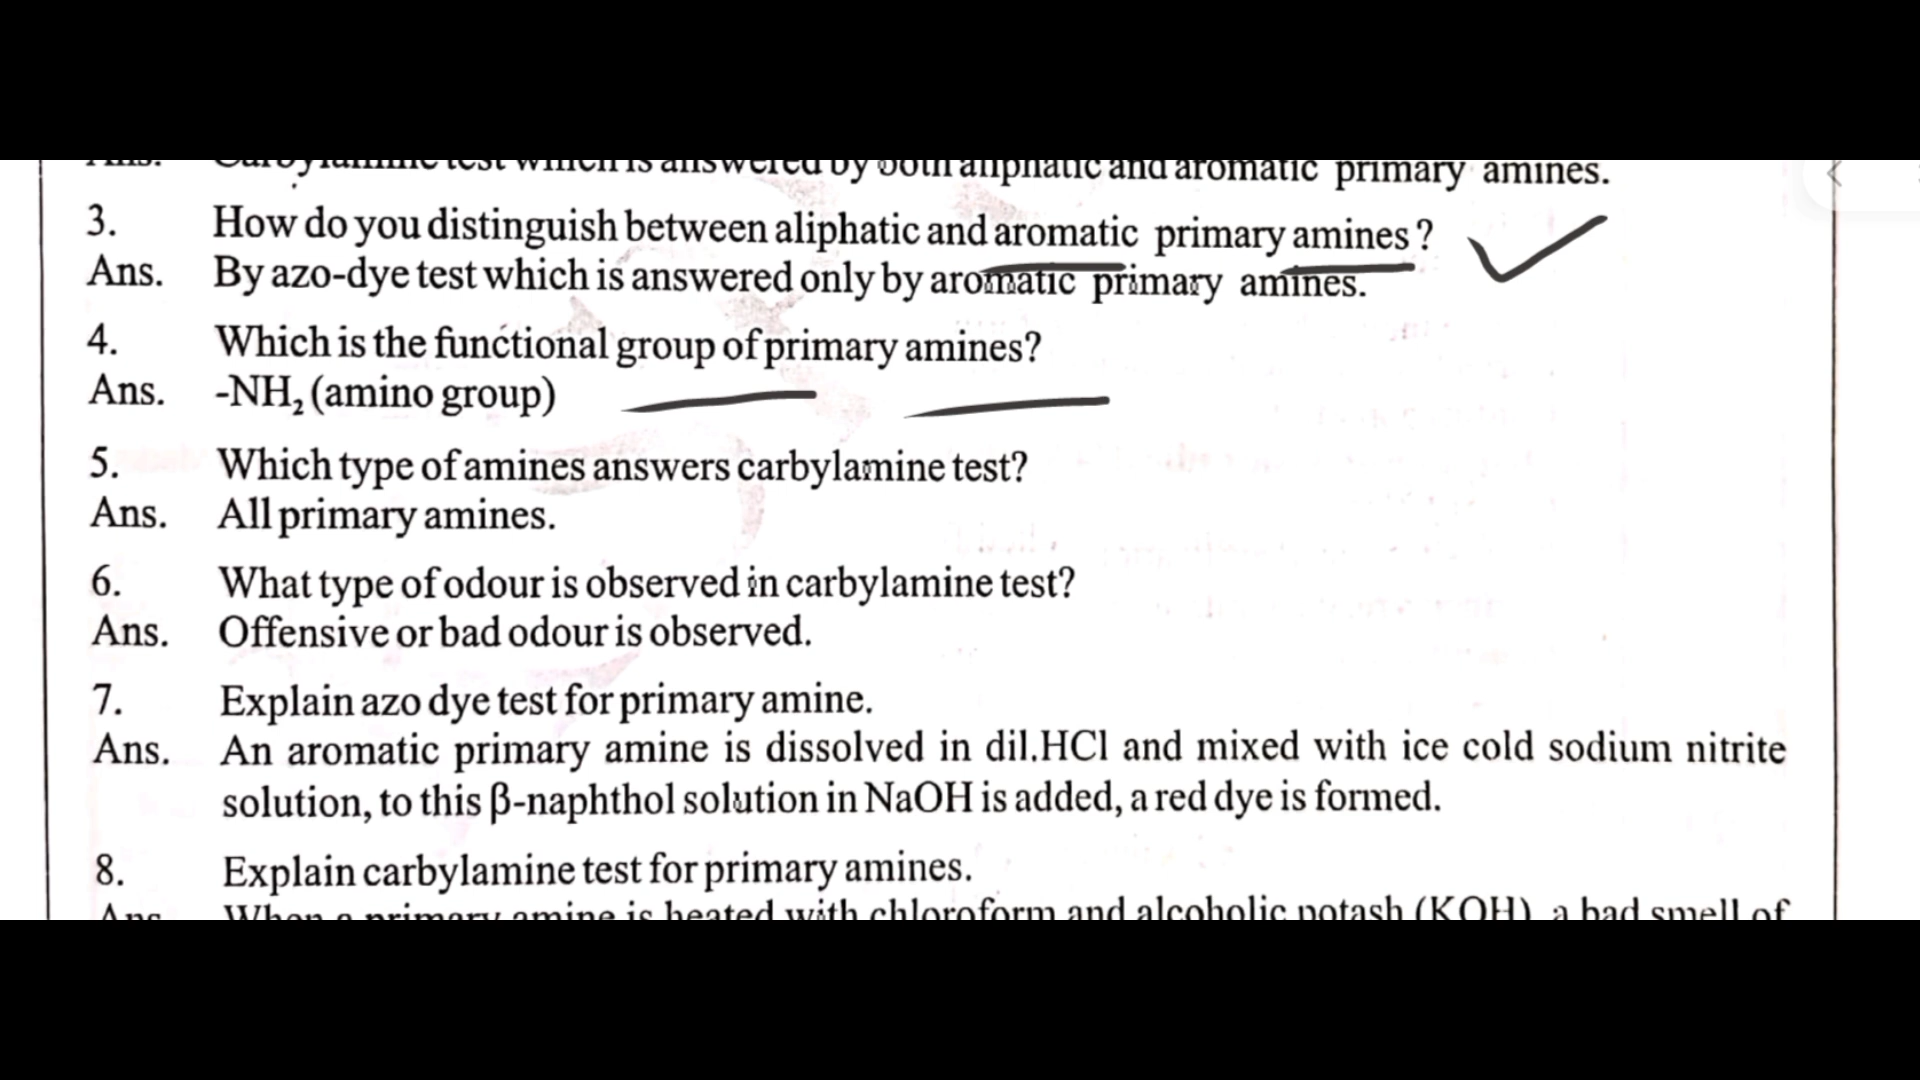 Ans. Carbylamine test which is answered by both aliphatic and aromatic primary amines.
3. How do you distinguish between aliphatic and aromatic primary amines?
Ans. By azo-dye test which is answered only by aromatic primary amines.
4. Which is the functional group of primary amines?
Ans. -NH₂ (amino group)
5. Which type of amines answers carbylamine test?
Ans. All primary amines.
6. What type of odour is observed in carbylamine test?
Ans. Offensive or bad odour is observed.
7. Explain azo dye test for primary amine.
Ans. An aromatic primary amine is dissolved in dil.HCl and mixed with ice cold sodium nitrite
solution, to this β-naphthol solution in NaOH is added, a red dye is formed.
8. Explain carbylamine test for primary amines.
Ans. When a primary amine is heated with chloroform and alcoholic potash (KOH), a bad smell of